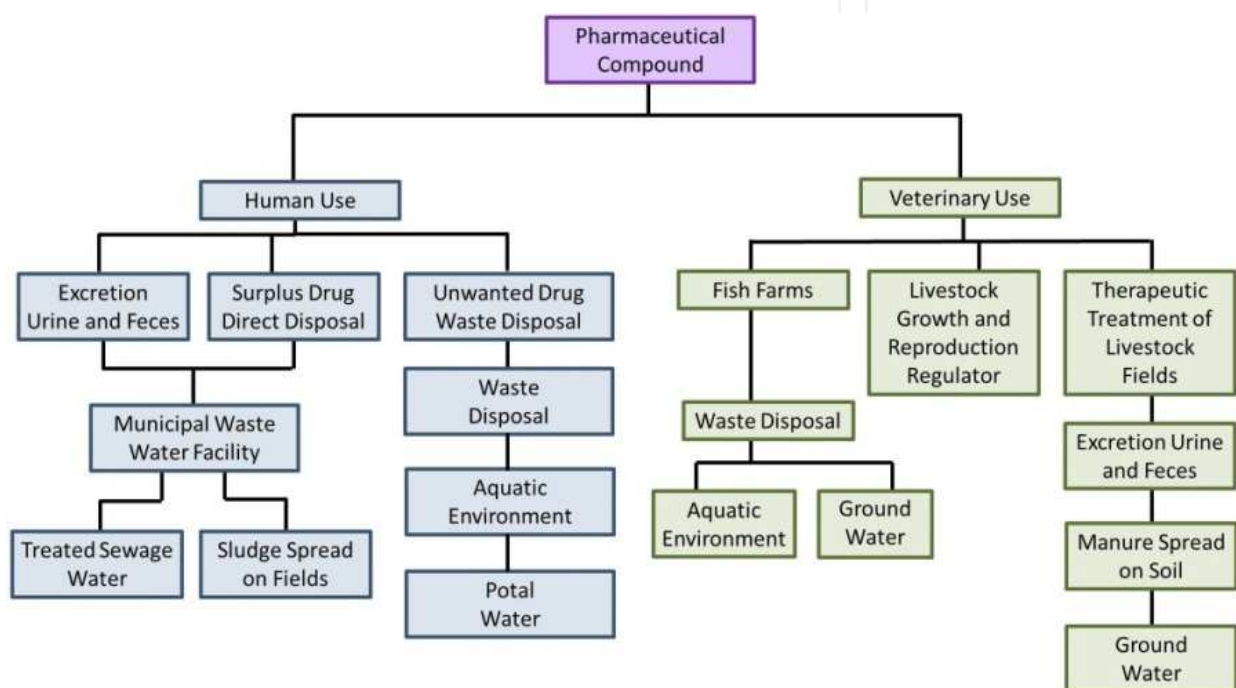 Pharmaceutical
Compound
Human Use
Veterinary Use
Excretion
Urine and Feces
Surplus Drug
Direct Disposal
Unwanted Drug
Waste Disposal
Fish Farms
Livestock
Growth and
Reproduction
Regulator
Therapeutic
Treatment of
Livestock
Fields
Waste
Disposal
Municipal Waste
Water Facility
Waste Disposal
Excretion Urine
and Feces
Aquatic
Environment
Aquatic
Environment
Ground
Water
Treated Sewage
Water
Sludge Spread
on Fields
Manure Spread
on Soil
Potal
Water
Ground
Water